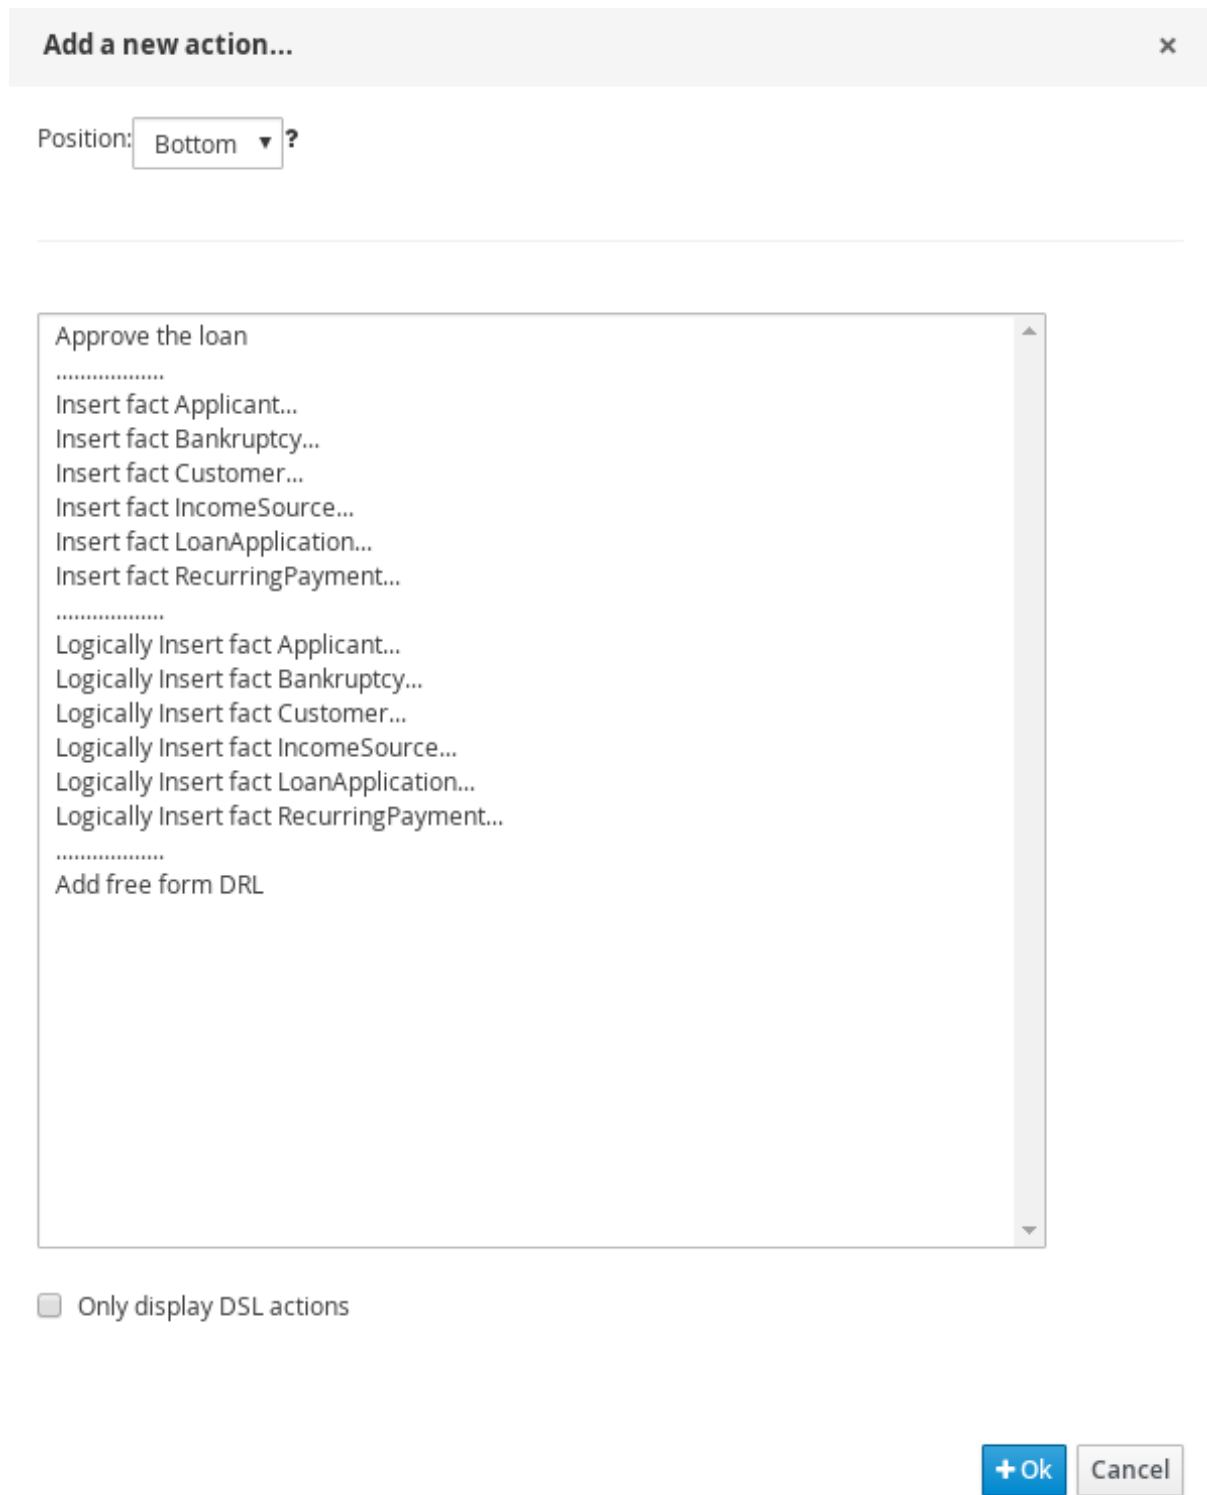 Add a new action...
×
Position: Bottom ▼ ?
Approve the loan
..................
Insert fact Applicant...
Insert fact Bankruptcy...
Insert fact Customer...
Insert fact IncomeSource...
Insert fact LoanApplication...
Insert fact RecurringPayment...
..................
Logically Insert fact Applicant...
Logically Insert fact Bankruptcy...
Logically Insert fact Customer...
Logically Insert fact IncomeSource...
Logically Insert fact LoanApplication...
Logically Insert fact RecurringPayment...
..................
Add free form DRL
Only display DSL actions
+ Ok
Cancel